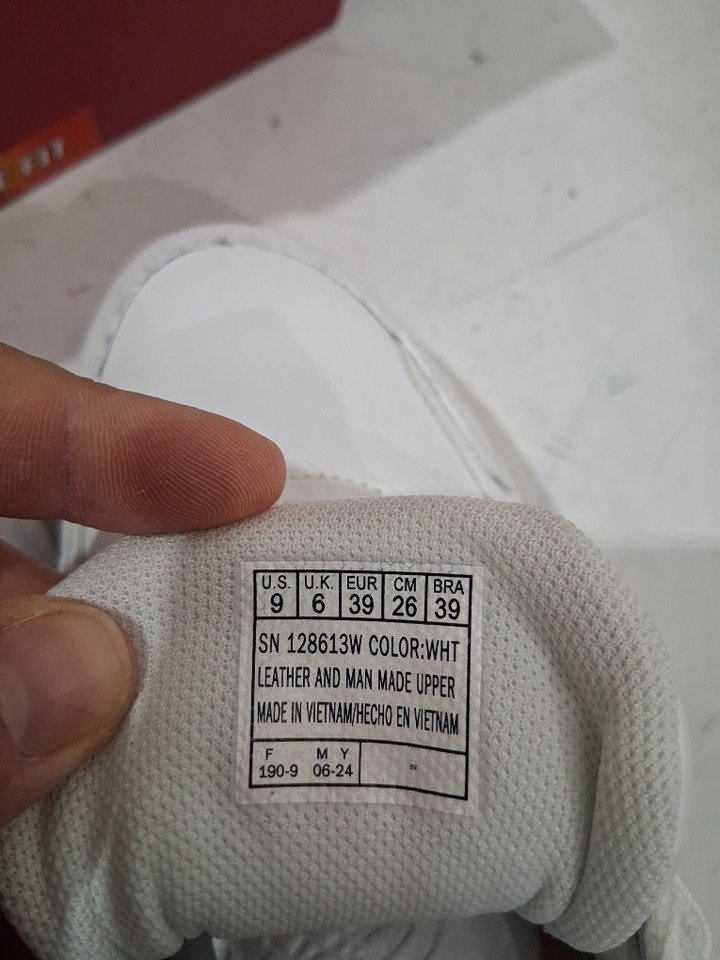 FIT
U.S. U.K. EUR CM BRA
9 6 39 26 39
SN 128613W COLOR:WHT
LEATHER AND MAN MADE UPPER
MADE IN VIETNAM/HECHO EN VIETNAM
F M Y
190-9 06-24 S